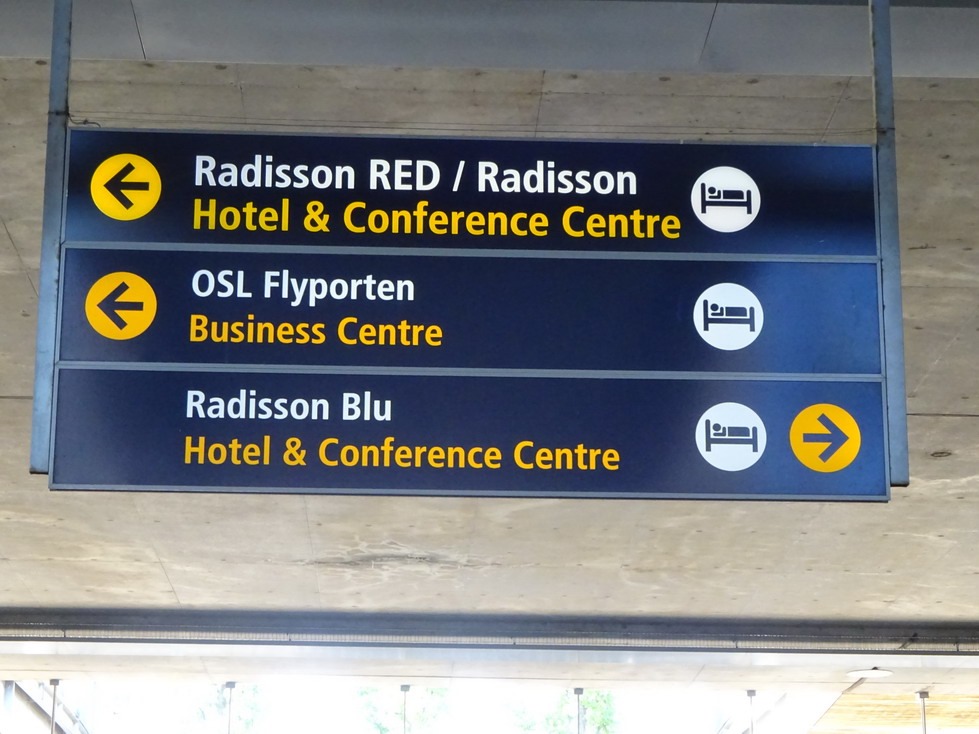 Radisson RED / Radisson
Hotel & Conference Centre
OSL Flyporten
Business Centre
Radisson Blu
Hotel & Conference Centre